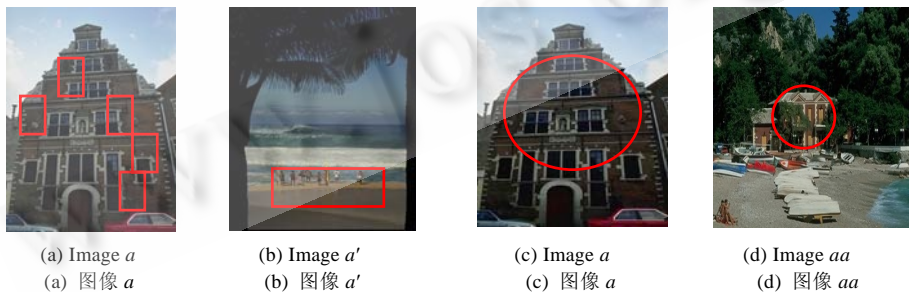 (a) Image a
(b) Image a′
(c) Image a
(d) Image aa
(a) 图像 a
(b) 图像 a′
(c) 图像 a
(d) 图像 aa